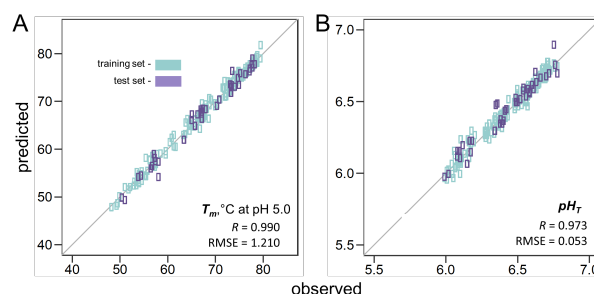 A
B
predicted
80
70
60
50
40
training set -
test set -
Tm,°C at pH 5.0
R = 0.990
RMSE = 1.210
40 50 60 70 80
7.0
6.5
6.0
5.5
pHT
R = 0.973
RMSE = 0.053
5.5 6.0 6.5 7.0
observed